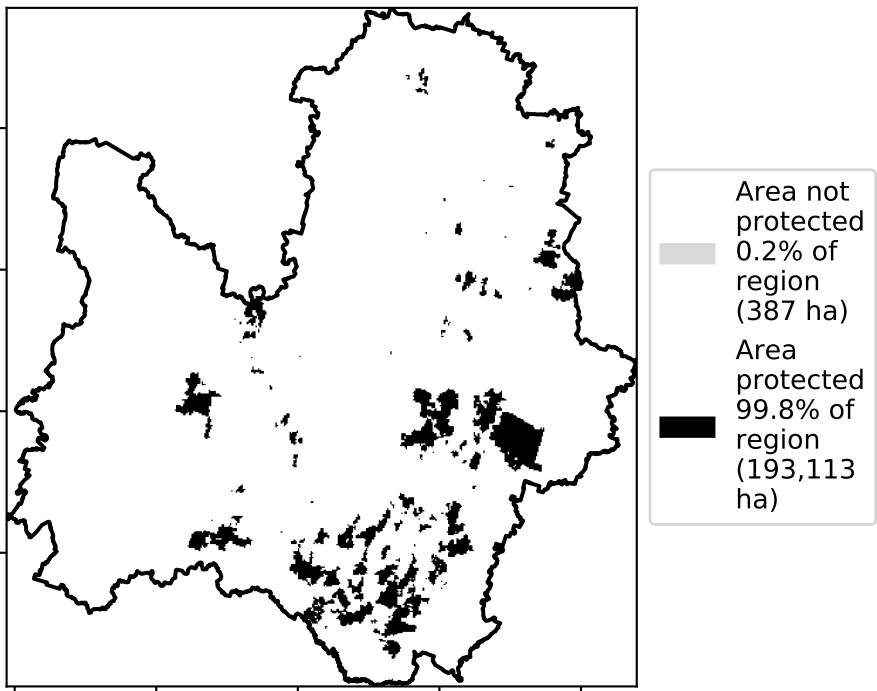 Area not
protected
0.2% of
region
(387 ha)
Area
protected
99.8% of
region
(193,113
ha)